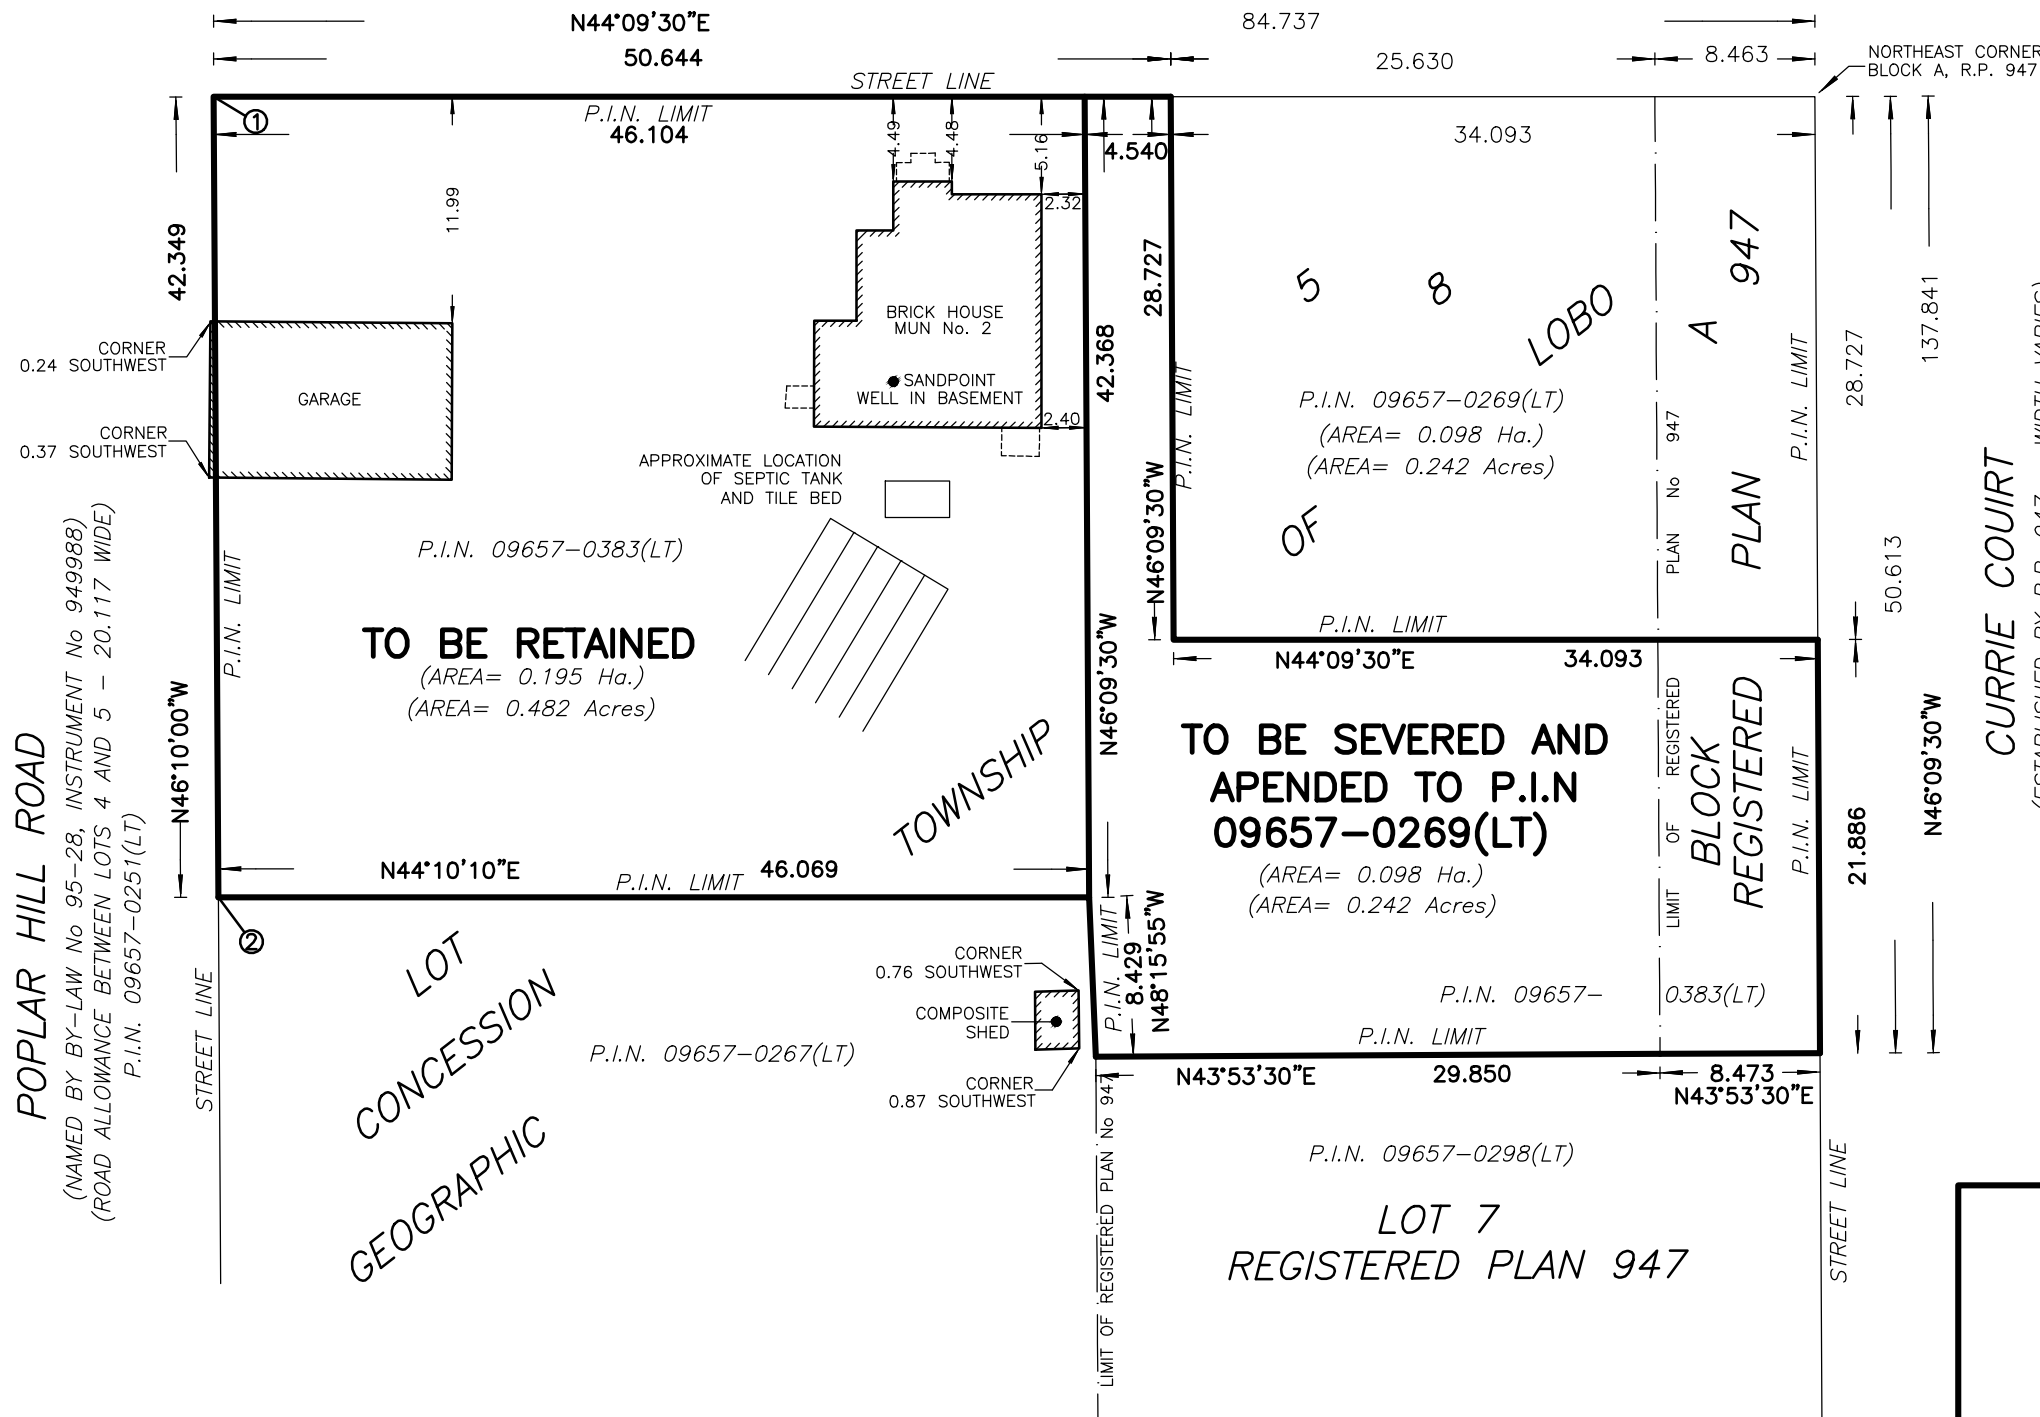 N44°09'30"E
84.737
50.644
25.630
8.463
NORTHEAST CORNER
BLOCK A, R.P. 947
STREET LINE
P.I.N. LIMIT
①
46.104
4.49
4.48
5.16
4.540
34.093
42.349
11.99
2.32
28.727
BRICK HOUSE
MUN No. 2
SANDPOINT
WELL IN BASEMENT
2.40
42.368
5 8
LOBO
A 947
P.I.N. LIMIT
28.727
137.841
CORNER
0.24 SOUTHWEST
GARAGE
CORNER
0.37 SOUTHWEST
P.I.N. LIMIT
P.I.N. 09657-0269(LT)
(AREA= 0.098 Ha.)
(AREA= 0.242 Acres)
PLAN No 947
PLAN
OF
APPROXIMATE LOCATION
OF SEPTIC TANK
AND TILE BED
N46°09'30"W
50.613
CURRIE COUIRT
P.I.N. LIMIT
P.I.N. 09657-0383(LT)
TO BE RETAINED
(AREA= 0.195 Ha.)
(AREA= 0.482 Acres)
N46°09'30"W
P.I.N. LIMIT
N44°09'30"E
34.093
TO BE SEVERED AND
APENDED TO P.I.N
09657-0269(LT)
(AREA= 0.098 Ha.)
(AREA= 0.242 Acres)
LIMIT OF REGISTERED
BLOCK
REGISTERED
P.I.N. LIMIT
21.886
N46°09'30"W
POPLAR HILL ROAD
(NAMED BY BY-LAW No 95-28, INSTRUMENT No 949988)
(ROAD ALLOWANCE BETWEEN LOTS 4 AND 5 - 20.117 WIDE)
P.I.N. 09657-0251(LT)
N46°10'00"W
TOWNSHIP
N44°10'10"E
P.I.N. LIMIT
46.069
②
STREET LINE
LOT
CONCESSION
GEOGRAPHIC
P.I.N. 09657-0267(LT)
CORNER
0.76 SOUTHWEST
COMPOSITE
SHED
CORNER
0.87 SOUTHWEST
P.I.N. LIMIT
8.429
N48°15'55"W
P.I.N. 09657-
0383(LT)
P.I.N. LIMIT
N43°53'30"E
29.850
8.473
N43°53'30"E
LIMIT OF REGISTERED PLAN No 947
P.I.N. 09657-0298(LT)
LOT 7
REGISTERED PLAN 947
STREET LINE